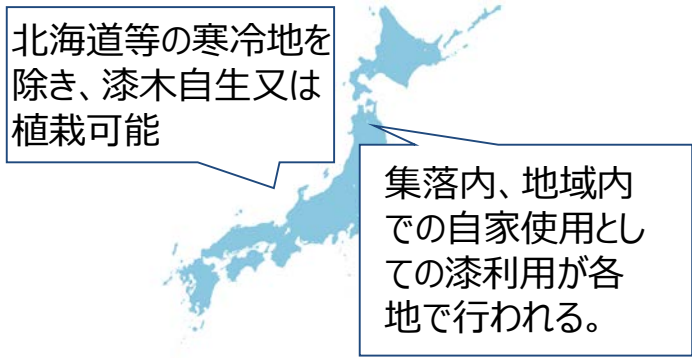 北海道等の寒冷地を
除き、漆木自生又は
植栽可能
集落内、地域内
での自家使用とし
ての漆利用が各
地で行われる。